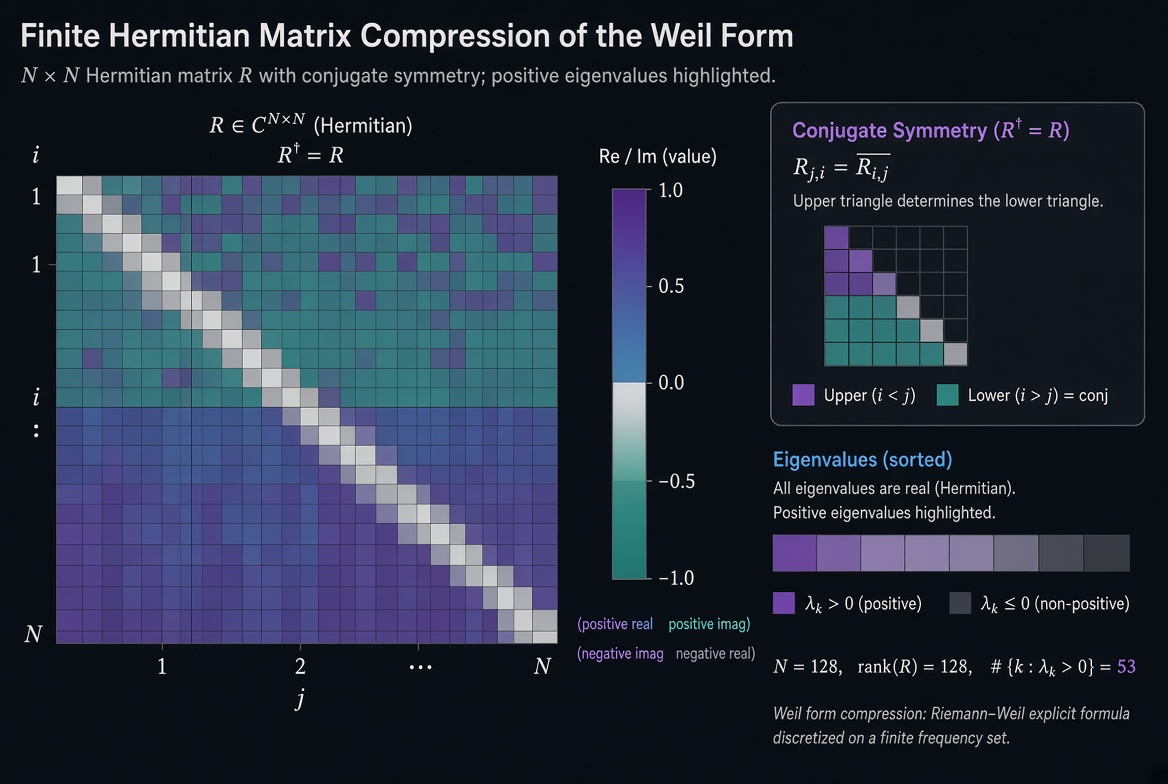 Finite Hermitian Matrix Compression of the Weil Form
N × N Hermitian matrix R with conjugate symmetry; positive eigenvalues highlighted.
R ∈ C^{N×N} (Hermitian)
R† = R
i
1
1
i
:
N
1
2
...
N
j
Re / Im (value)
1.0
0.5
0.0
−0.5
−1.0
(positive real positive imag)
(negative imag negative real)
Conjugate Symmetry (R† = R)
R_{j,i} = \overline{R_{i,j}}
Upper triangle determines the lower triangle.
Upper (i < j)
Lower (i > j) = conj
Eigenvalues (sorted)
All eigenvalues are real (Hermitian).
Positive eigenvalues highlighted.
λ_k > 0 (positive)
λ_k ≤ 0 (non-positive)
N = 128, rank(R) = 128, # {k : λ_k > 0} = 53
Weil form compression: Riemann–Weil explicit formula
discretized on a finite frequency set.